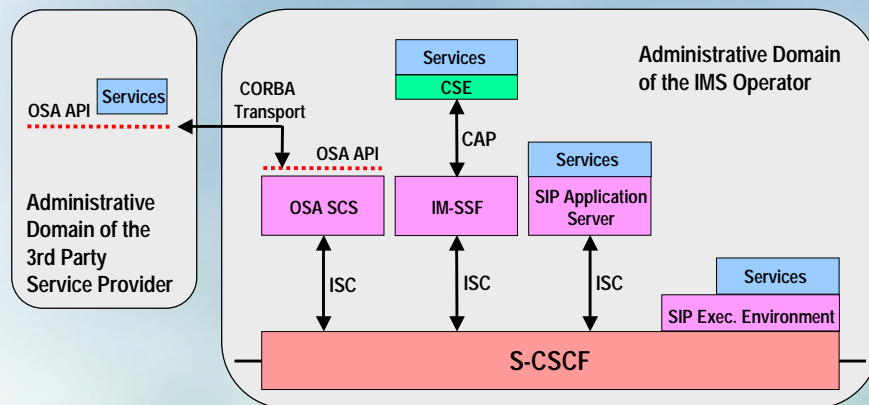 Services
OSA API
Administrative
Domain of the
3rd Party
Service Provider
CORBA
Transport
OSA API
OSA SCS
ISC
Services
CSE
CAP
IM-SSF
ISC
Services
SIP Application
Server
ISC
Administrative Domain
of the IMS Operator
Services
SIP Exec. Environment
S-CSCF